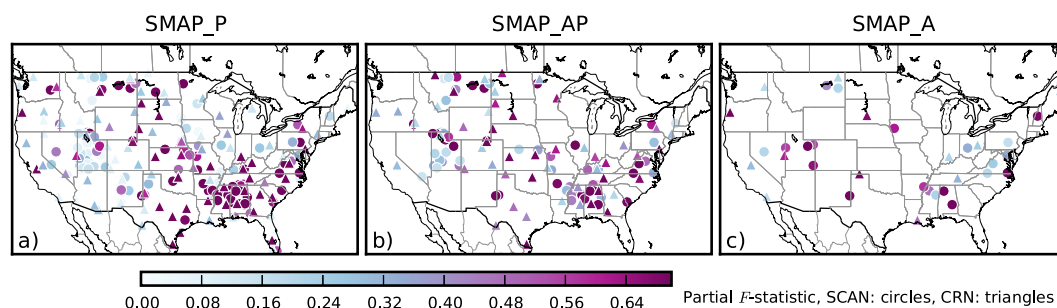 SMAP_P
SMAP_AP
SMAP_A
a)
b)
c)
0.00 0.08 0.16 0.24 0.32 0.40 0.48 0.56 0.64
Partial F-statistic, SCAN: circles, CRN: triangles